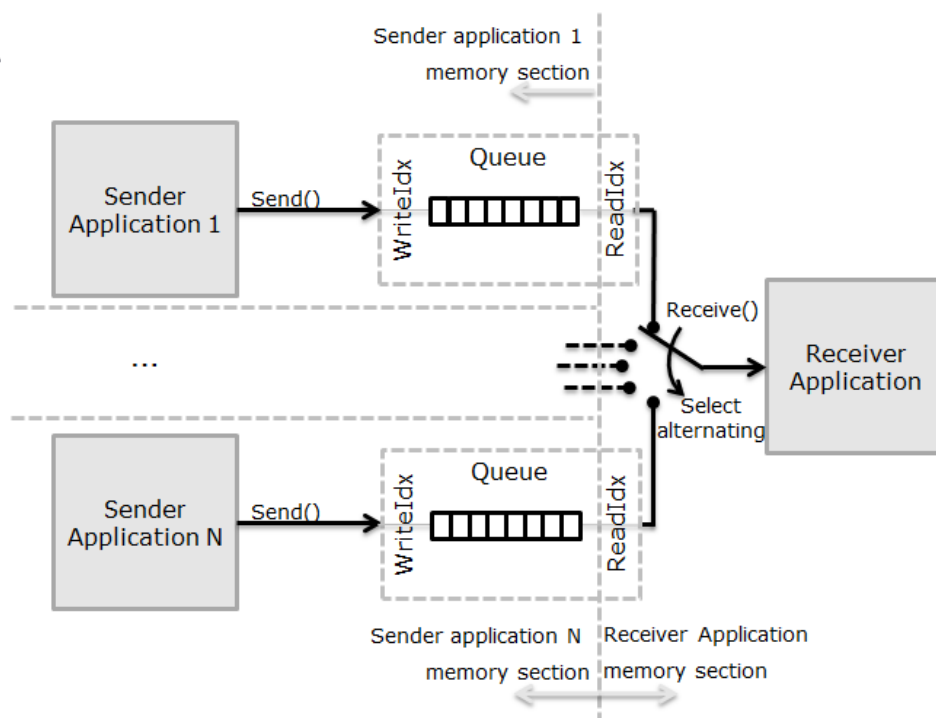 Sender application 1
memory section
Sender
Application 1
Send()
WriteIdx
Queue
ReadIdx
Receive()
Select
alternating
Receiver
Application
...
Sender
Application N
Send()
WriteIdx
Queue
ReadIdx
Sender application N
memory section
Receiver Application
memory section